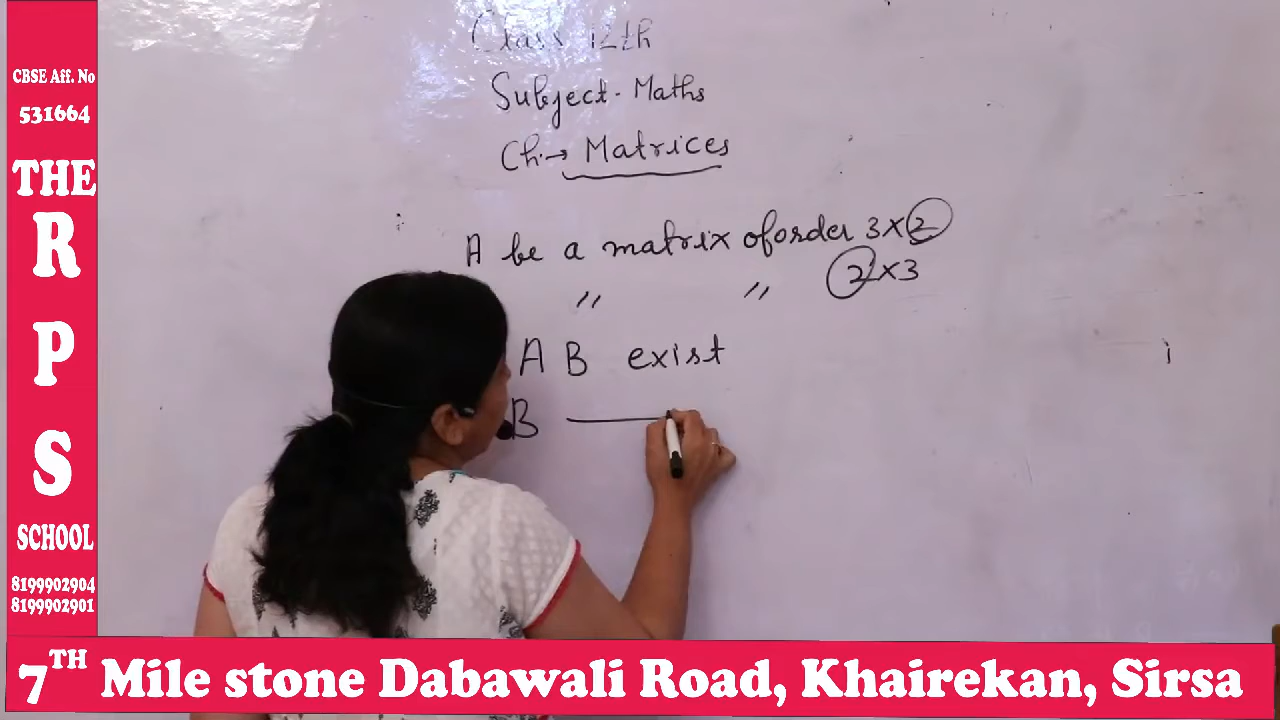 CBSE Aff. No
531664
THE
R
P
S
SCHOOL
8199902904
8199902901
Class 12th
Subject - Maths
Ch. → Matrices
A be a matrix of order 3×2
" " 2×3
A B exist
B
7TH Mile stone Dabawali Road, Khairekan, Sirsa